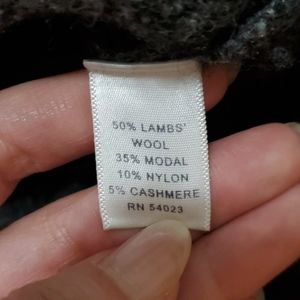 50% LAMBS'
WOOL
35% MODAL
10% NYLON
5% CASHMERE
RN 54023